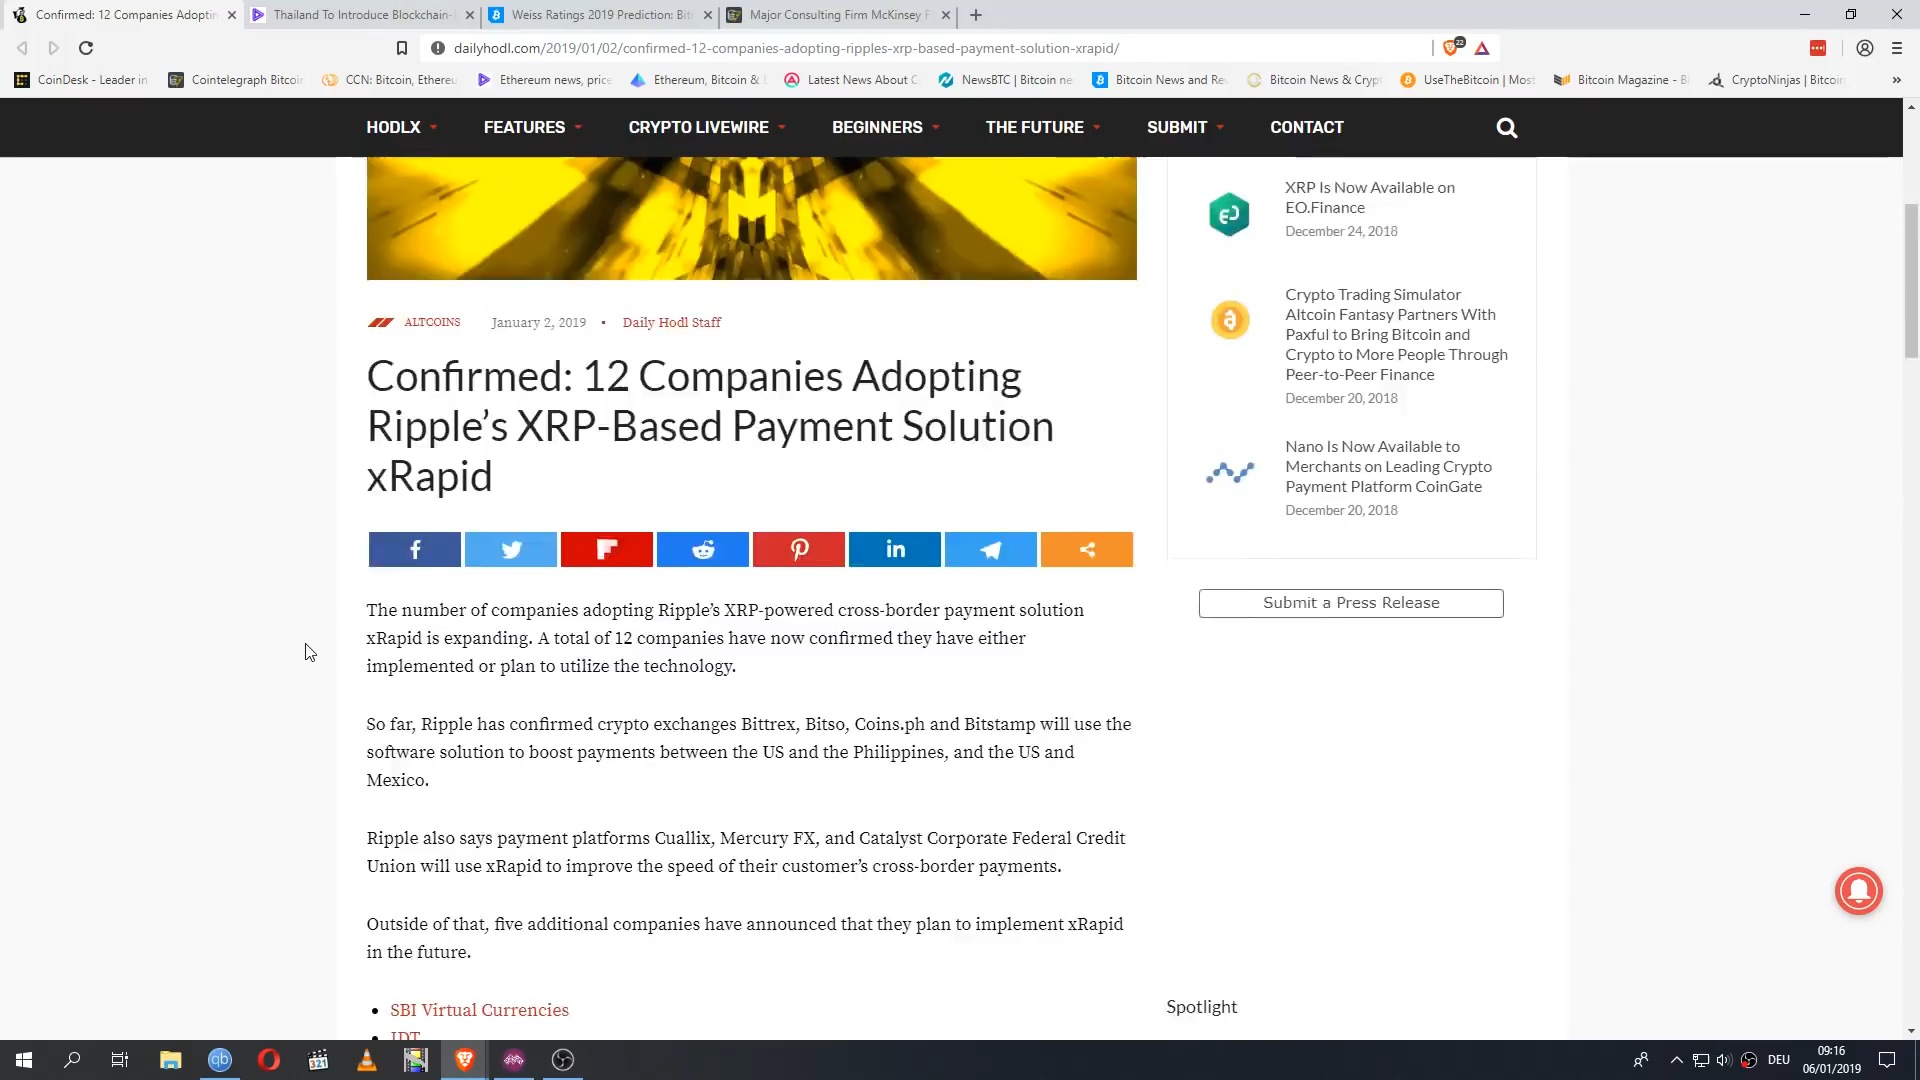 Confirmed: 12 Companies Adoptin
Thailand To Introduce Blockchain-
Weiss Ratings 2019 Prediction: Bit
Major Consulting Firm McKinsey F
dailyhodl.com/2019/01/02/confirmed-12-companies-adopting-ripples-xrp-based-payment-solution-xrapid/
22
CoinDesk - Leader in
Cointelegraph Bitcoi
CCN: Bitcoin, Ethereu
Ethereum news, price
Ethereum, Bitcoin &
Latest News About C
NewsBTC | Bitcoin ne
Bitcoin News and Re
Bitcoin News & Cryp
UseTheBitcoin | Most
Bitcoin Magazine - B
CryptoNinjas | Bitcoin
»
HODLX
FEATURES
CRYPTO LIVEWIRE
BEGINNERS
THE FUTURE
SUBMIT
CONTACT
ALTCOINS
January 2, 2019
Daily Hodl Staff
Confirmed: 12 Companies Adopting
Ripple’s XRP-Based Payment Solution
xRapid
The number of companies adopting Ripple’s XRP-powered cross-border payment solution
xRapid is expanding. A total of 12 companies have now confirmed they have either
implemented or plan to utilize the technology.
So far, Ripple has confirmed crypto exchanges Bittrex, Bitso, Coins.ph and Bitstamp will use the
software solution to boost payments between the US and the Philippines, and the US and
Mexico.
Ripple also says payment platforms Cuallix, Mercury FX, and Catalyst Corporate Federal Credit
Union will use xRapid to improve the speed of their customer’s cross-border payments.
Outside of that, five additional companies have announced that they plan to implement xRapid
in the future.
• SBI Virtual Currencies
• IDT
XRP Is Now Available on
EO.Finance
December 24, 2018
Crypto Trading Simulator
Altcoin Fantasy Partners With
Paxful to Bring Bitcoin and
Crypto to More People Through
Peer-to-Peer Finance
December 20, 2018
Nano Is Now Available to
Merchants on Leading Crypto
Payment Platform CoinGate
December 20, 2018
Submit a Press Release
Spotlight
qb
321
DEU
09:16
06/01/2019